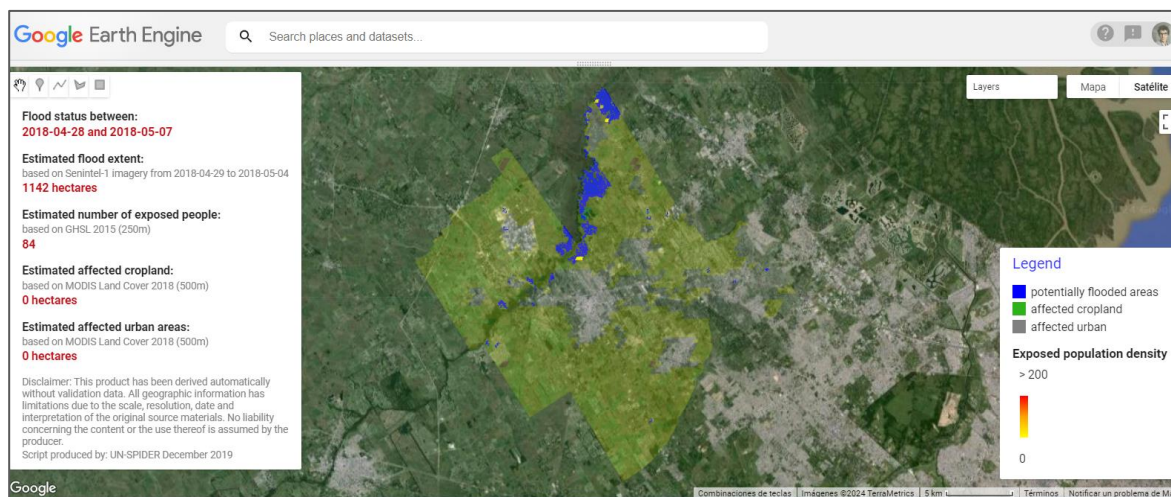 Google Earth Engine
Search places and datasets...
Flood status between:
2018-04-28 and 2018-05-07
Estimated flood extent:
based on Senintel-1 imagery from 2018-04-29 to 2018-05-04
1142 hectares
Estimated number of exposed people:
based on GHSL 2015 (250m)
84
Estimated affected cropland:
based on MODIS Land Cover 2018 (500m)
0 hectares
Estimated affected urban areas:
based on MODIS Land Cover 2018 (500m)
0 hectares
Disclaimer: This product has been derived automatically
without validation data. All geographic information has
limitations due to the scale, resolution, date and
interpretation of the original source materials. No liability
concerning the content or the use thereof is assumed by the
producer.
Script produced by: UN-SPIDER December 2019
Layers
Mapa
Satélite
Legend
potentially flooded areas
affected cropland
affected urban
Exposed population density
> 200
0
Google
Combinaciones de teclas
Imágenes ©2024 TerraMetrics
5 km
Términos
Notificar un problema de M